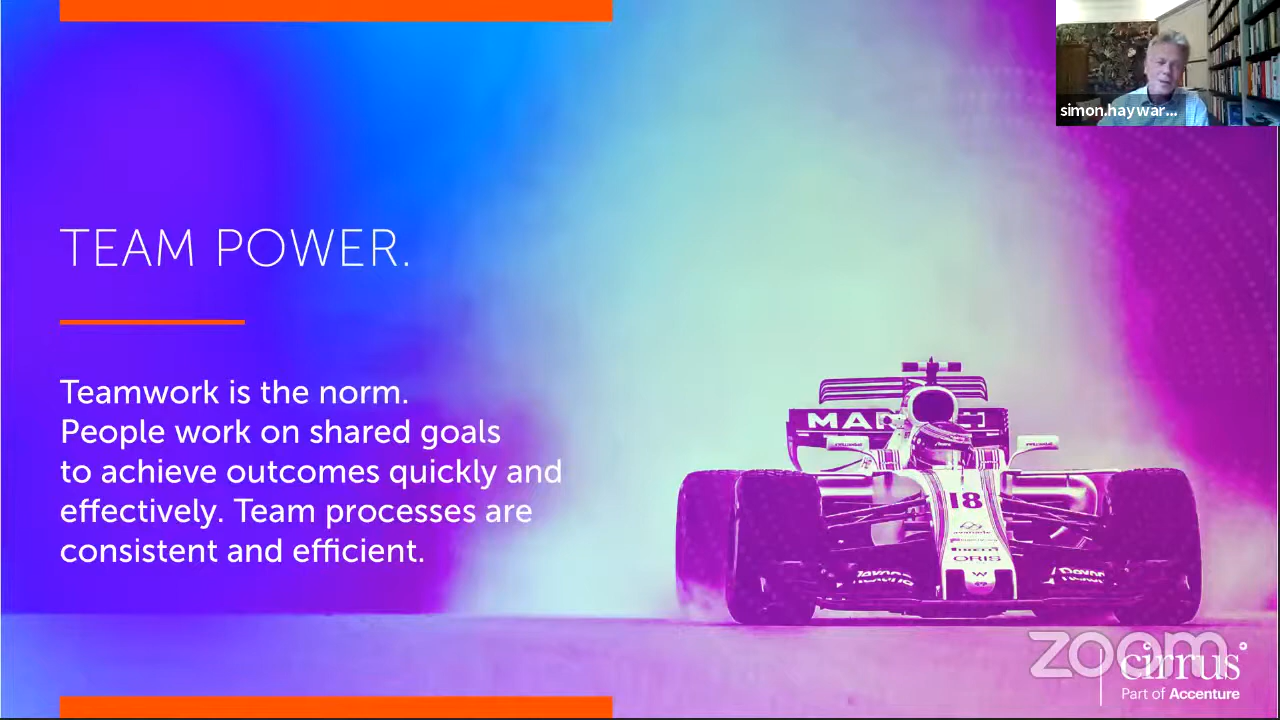 simon.haywar...
TEAM POWER.
Teamwork is the norm.
People work on shared goals
to achieve outcomes quickly and
effectively. Team processes are
consistent and efficient.
18
ORIS
W
zoom
cirrus
Part of Accenture